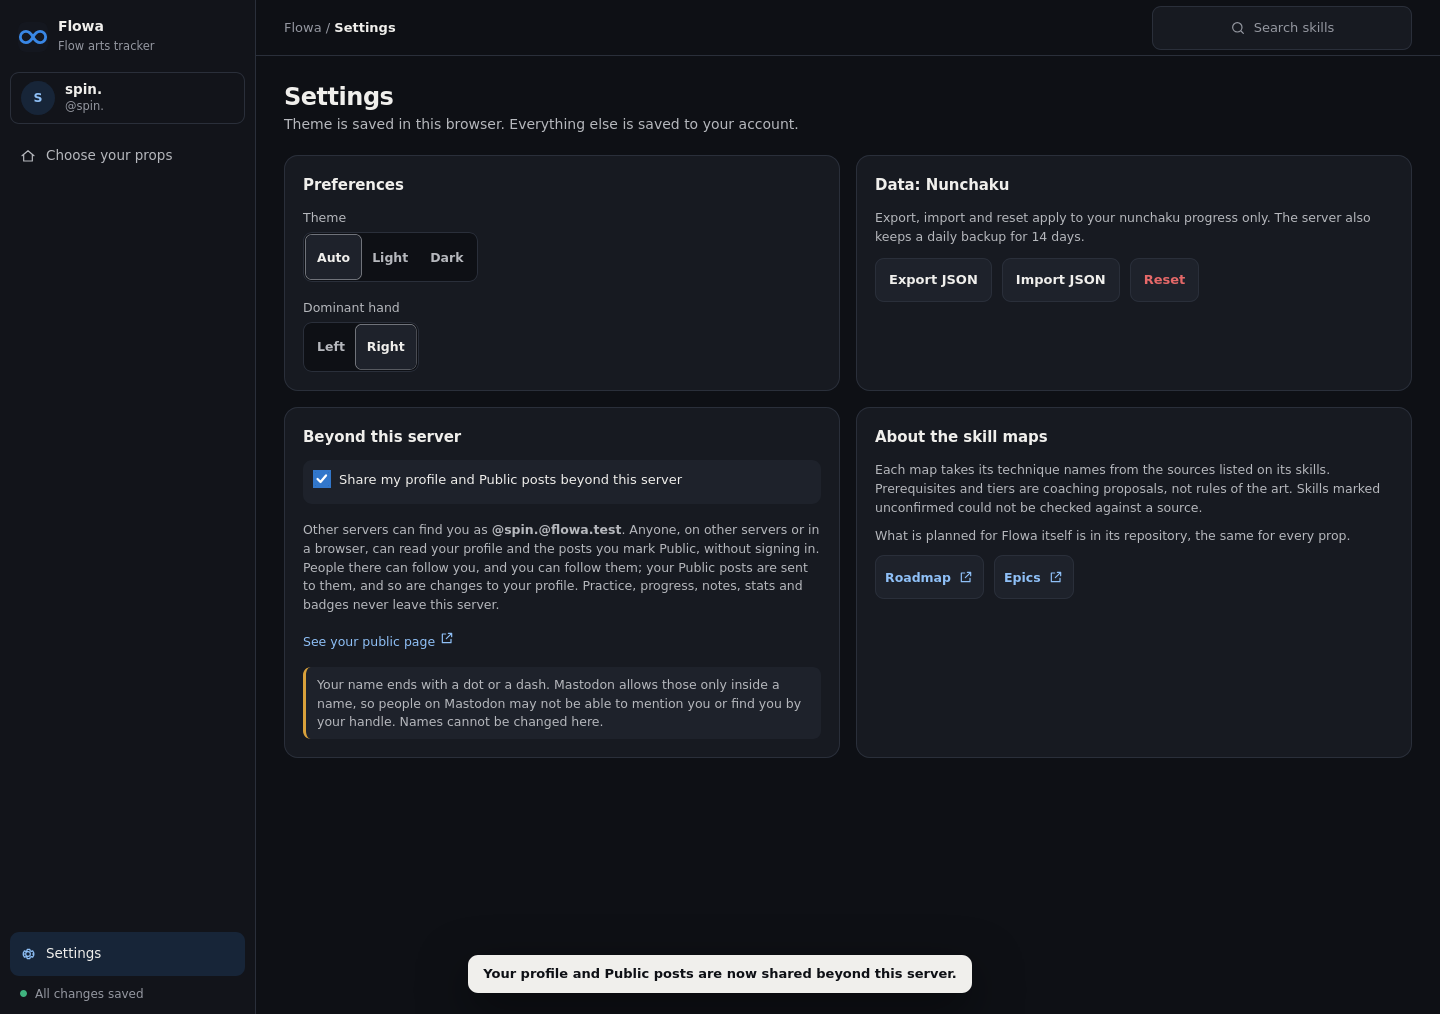 Flowa
Flow arts tracker
S
spin.
@spin.
Choose your props
Settings
All changes saved
Flowa / Settings
Search skills
Settings
Theme is saved in this browser. Everything else is saved to your account.
Preferences
Theme
Auto Light Dark
Dominant hand
Left Right
Data: Nunchaku
Export, import and reset apply to your nunchaku progress only. The server also
keeps a daily backup for 14 days.
Export JSON Import JSON Reset
Beyond this server
Share my profile and Public posts beyond this server
Other servers can find you as @spin.@flowa.test. Anyone, on other servers or in
a browser, can read your profile and the posts you mark Public, without signing in.
People there can follow you, and you can follow them; your Public posts are sent
to them, and so are changes to your profile. Practice, progress, notes, stats and
badges never leave this server.
See your public page
Your name ends with a dot or a dash. Mastodon allows those only inside a
name, so people on Mastodon may not be able to mention you or find you by
your handle. Names cannot be changed here.
About the skill maps
Each map takes its technique names from the sources listed on its skills.
Prerequisites and tiers are coaching proposals, not rules of the art. Skills marked
unconfirmed could not be checked against a source.
What is planned for Flowa itself is in its repository, the same for every prop.
Roadmap Epics
Your profile and Public posts are now shared beyond this server.